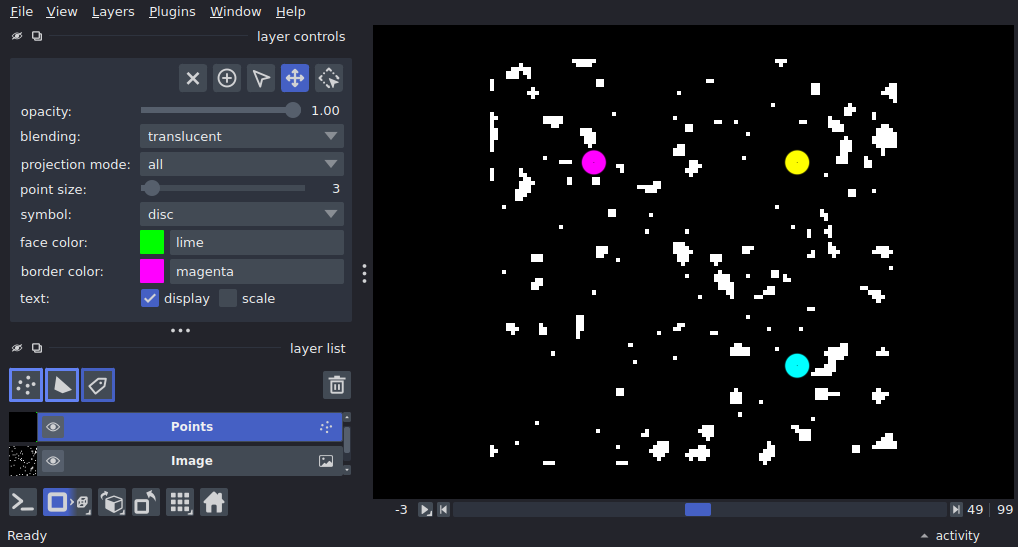 File View Layers Plugins Window Help
layer controls
opacity: 1.00
blending: translucent
projection mode: all
point size: 3
symbol: disc
face color: lime
border color: magenta
text: display scale
layer list
Points
Image
-3 49 99
Ready activity